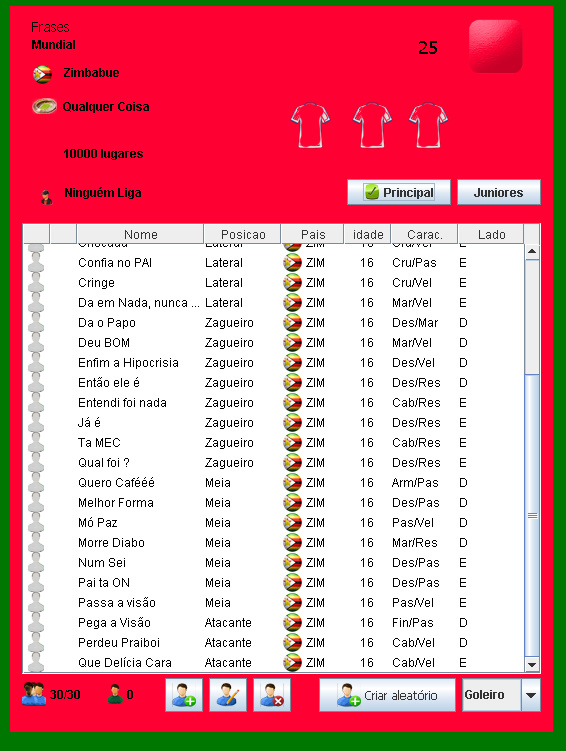 Frases
Mundial
25
Zimbabue
Qualquer Coisa
10000 lugares
Ninguém Liga
Principal
Juniores
Nome Posicao Pais idade Carac. Lado
Lateral ZIM 16 Cru/Vel E
Confia no PAI Lateral ZIM 16 Cru/Pas E
Cringe Lateral ZIM 16 Cru/Vel E
Da em Nada, nunca ... Lateral ZIM 16 Mar/Vel E
Da o Papo Zagueiro ZIM 16 Des/Mar D
Deu BOM Zagueiro ZIM 16 Mar/Vel D
Enfim a Hipocrisia Zagueiro ZIM 16 Des/Vel D
Então ele é Zagueiro ZIM 16 Des/Res D
Entendi foi nada Zagueiro ZIM 16 Cab/Res E
Já é Zagueiro ZIM 16 Des/Res E
Ta MEC Zagueiro ZIM 16 Cab/Res E
Qual foi ? Zagueiro ZIM 16 Des/Res E
Quero Cafééé Meia ZIM 16 Arm/Pas D
Melhor Forma Meia ZIM 16 Des/Pas D
Mó Paz Meia ZIM 16 Pas/Vel D
Morre Diabo Meia ZIM 16 Mar/Res D
Num Sei Meia ZIM 16 Des/Pas E
Pai ta ON Meia ZIM 16 Des/Pas E
Passa a visão Meia ZIM 16 Pas/Vel E
Pega a Visão Atacante ZIM 16 Fin/Pas D
Perdeu Praiboi Atacante ZIM 16 Cab/Vel D
Que Delícia Cara Atacante ZIM 16 Cab/Vel E
30/30 0 Criar aleatório Goleiro